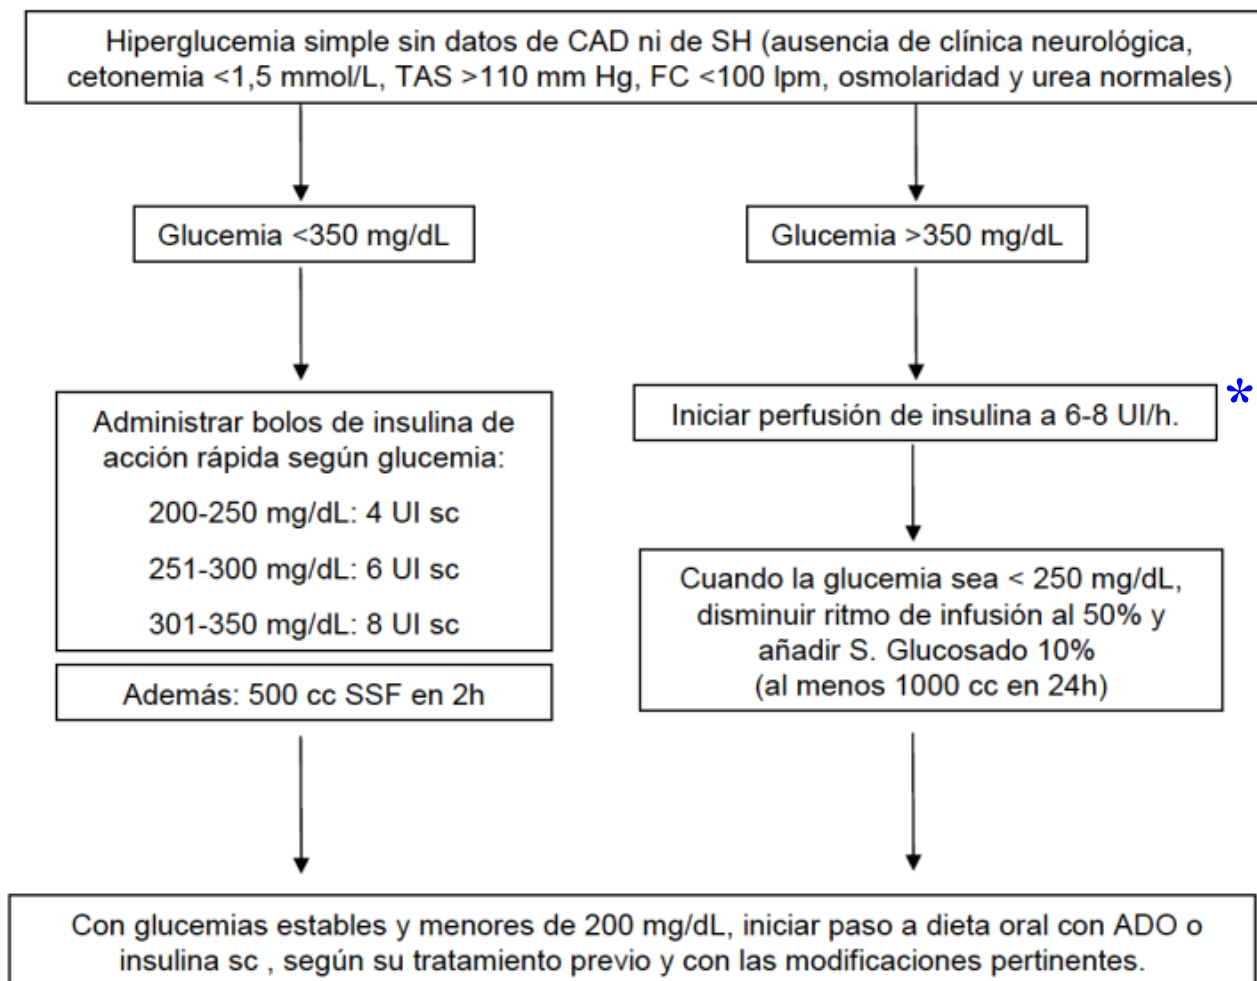 Hiperglucemia simple sin datos de CAD ni de SH (ausencia de clínica neurológica,
cetonemia <1,5 mmol/L, TAS >110 mm Hg, FC <100 lpm, osmolaridad y urea normales)
Glucemia <350 mg/dL
Glucemia >350 mg/dL
Administrar bolos de insulina de
acción rápida según glucemia:
200-250 mg/dL: 4 UI sc
251-300 mg/dL: 6 UI sc
301-350 mg/dL: 8 UI sc
Además: 500 cc SSF en 2h
Iniciar perfusión de insulina a 6-8 UI/h.
*
Cuando la glucemia sea < 250 mg/dL,
disminuir ritmo de infusión al 50% y
añadir S. Glucosado 10%
(al menos 1000 cc en 24h)
Con glucemias estables y menores de 200 mg/dL, iniciar paso a dieta oral con ADO o
insulina sc , según su tratamiento previo y con las modificaciones pertinentes.